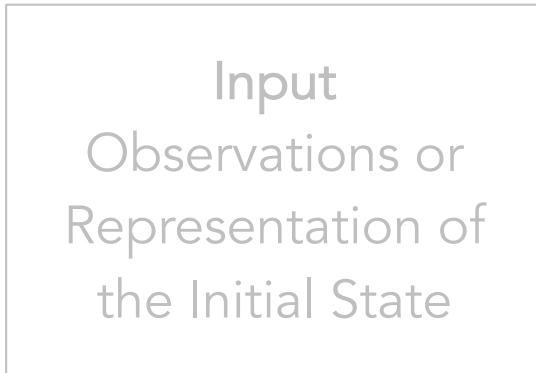 Input
Observations or
Representation of
the Initial State